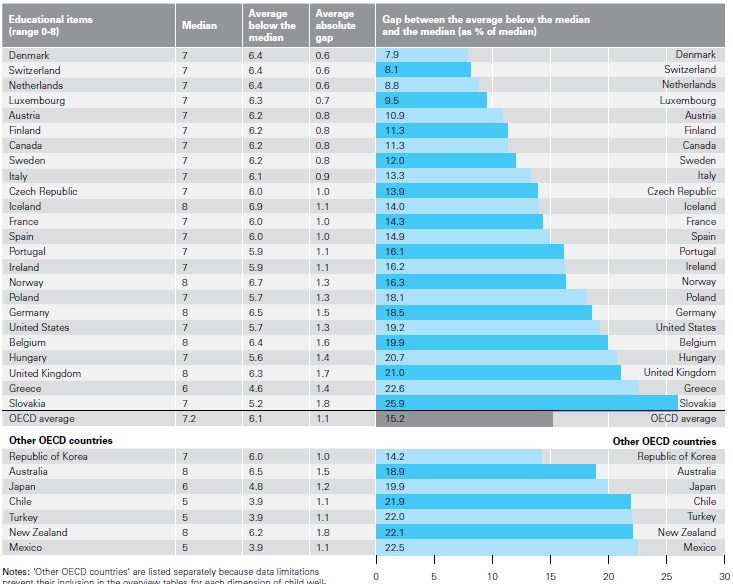 Educational items (range 0-8) Median Average below the median Average absolute gap Gap between the average below the median and the median (as % of median)
Denmark 7 6.4 0.6 7.9 Denmark
Switzerland 7 6.4 0.6 8.1 Switzerland
Netherlands 7 6.4 0.6 8.8 Netherlands
Luxembourg 7 6.3 0.7 9.5 Luxembourg
Austria 7 6.2 0.8 10.9 Austria
Finland 7 6.2 0.8 11.3 Finland
Canada 7 6.2 0.8 11.3 Canada
Sweden 7 6.2 0.8 12.0 Sweden
Italy 7 6.1 0.9 13.3 Italy
Czech Republic 7 6.0 1.0 13.9 Czech Republic
Iceland 8 6.9 1.1 14.0 Iceland
France 7 6.0 1.0 14.3 France
Spain 7 6.0 1.0 14.9 Spain
Portugal 7 5.9 1.1 16.1 Portugal
Ireland 7 5.9 1.1 16.2 Ireland
Norway 8 6.7 1.3 16.3 Norway
Poland 7 5.7 1.3 18.1 Poland
Germany 8 6.5 1.5 18.5 Germany
United States 7 5.7 1.3 19.2 United States
Belgium 8 6.4 1.6 19.9 Belgium
Hungary 7 5.6 1.4 20.7 Hungary
United Kingdom 8 6.3 1.7 21.0 United Kingdom
Greece 6 4.6 1.4 22.6 Greece
Slovakia 7 5.2 1.8 25.9 Slovakia
OECD average 7.2 6.1 1.1 15.2 OECD average
Other OECD countries Other OECD countries
Republic of Korea 7 6.0 1.0 14.2 Republic of Korea
Australia 8 6.5 1.5 18.9 Australia
Japan 6 4.8 1.2 19.9 Japan
Chile 5 3.9 1.1 21.9 Chile
Turkey 5 3.9 1.1 22.0 Turkey
New Zealand 8 6.2 1.8 22.1 New Zealand
Mexico 5 3.9 1.1 22.5 Mexico
Notes: 'Other OECD countries' are listed separately because data limitations
prevent their inclusion in the overview tables for each dimension of child well-
0 5 10 15 20 25 30